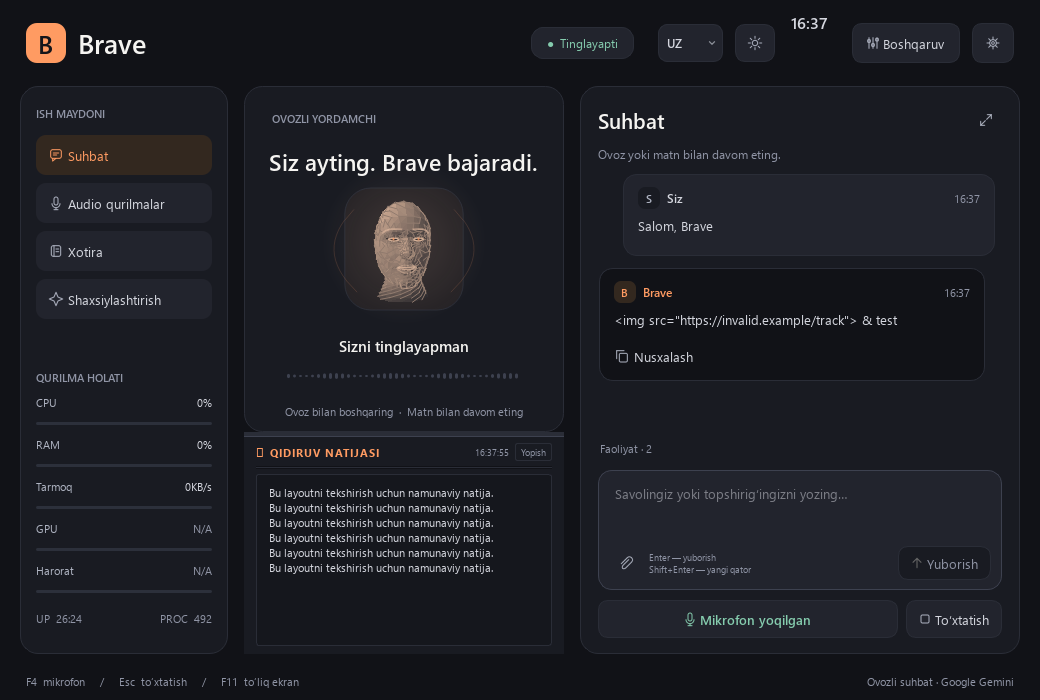 B Brave
● Tinglayapti
UZ
16:37
Boshqaruv
ISH MAYDONI
Suhbat
Audio qurilmalar
Xotira
Shaxsiylashtirish
QURILMA HOLATI
CPU 0%
RAM 0%
Tarmoq 0KB/s
GPU N/A
Harorat N/A
UP 26:24 PROC 492
OVOZLI YORDAMCHI
Siz ayting. Brave bajaradi.
Sizni tinglayapman
Ovoz bilan boshqaring · Matn bilan davom eting
QIDIRUV NATIJASI 16:37:55 Yopish
Bu layoutni tekshirish uchun namunaviy natija.
Bu layoutni tekshirish uchun namunaviy natija.
Bu layoutni tekshirish uchun namunaviy natija.
Bu layoutni tekshirish uchun namunaviy natija.
Bu layoutni tekshirish uchun namunaviy natija.
Bu layoutni tekshirish uchun namunaviy natija.
Suhbat
Ovoz yoki matn bilan davom eting.
S Siz 16:37
Salom, Brave
B Brave 16:37
<img src="https://invalid.example/track"> & test
Nusxalash
Faoliyat · 2
Savolingiz yoki topshirig‘ingizni yozing…
Enter — yuborish
Shift+Enter — yangi qator
Yuborish
Mikrofon yoqilgan
To‘xtatish
F4 mikrofon / Esc to‘xtatish / F11 to‘liq ekran
Ovozli suhbat · Google Gemini